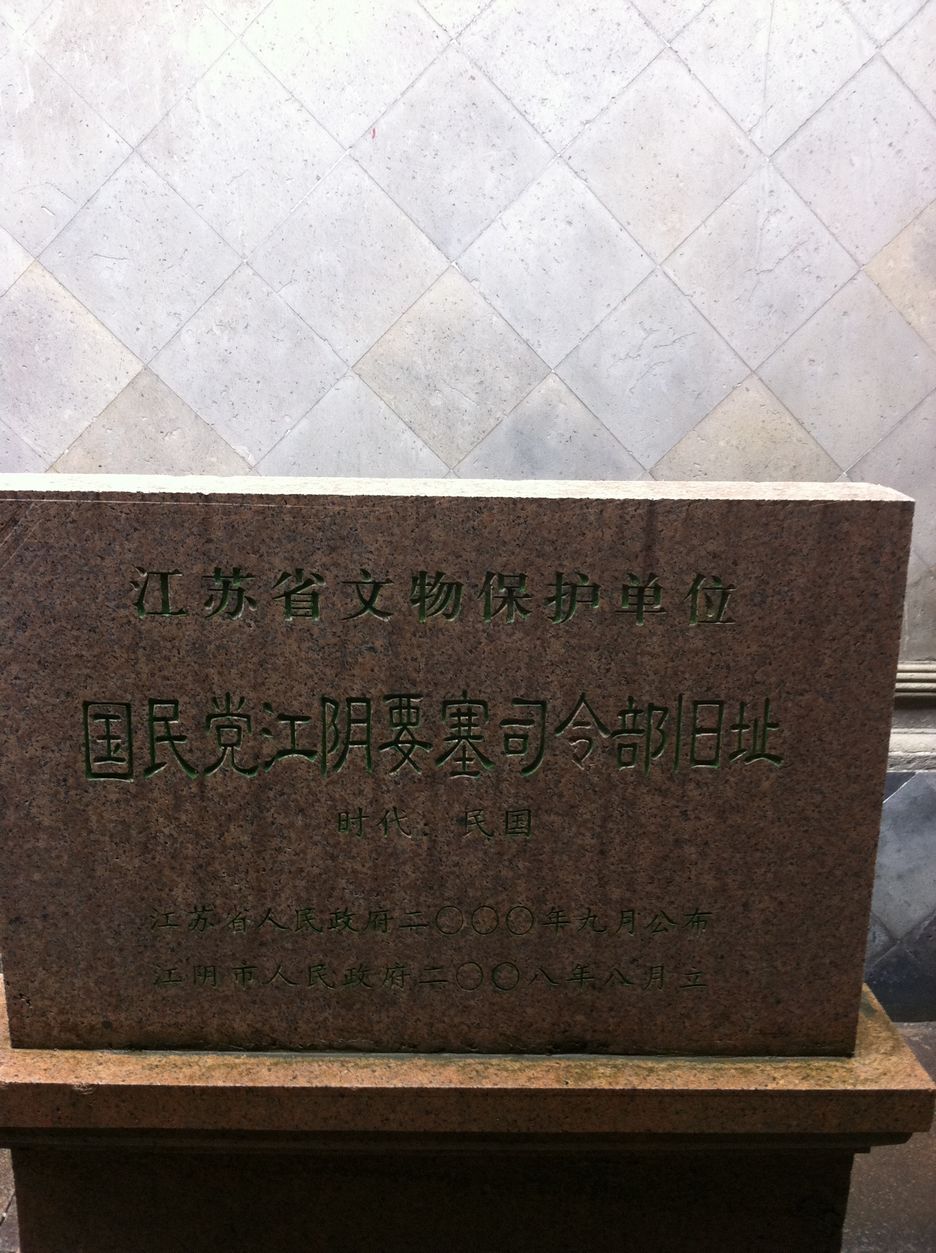 江苏省文物保护单位
国民党江阴要塞司令部旧址
时代：民国
江苏省人民政府二〇〇〇年九月公布
江阴市人民政府二〇〇八年八月立